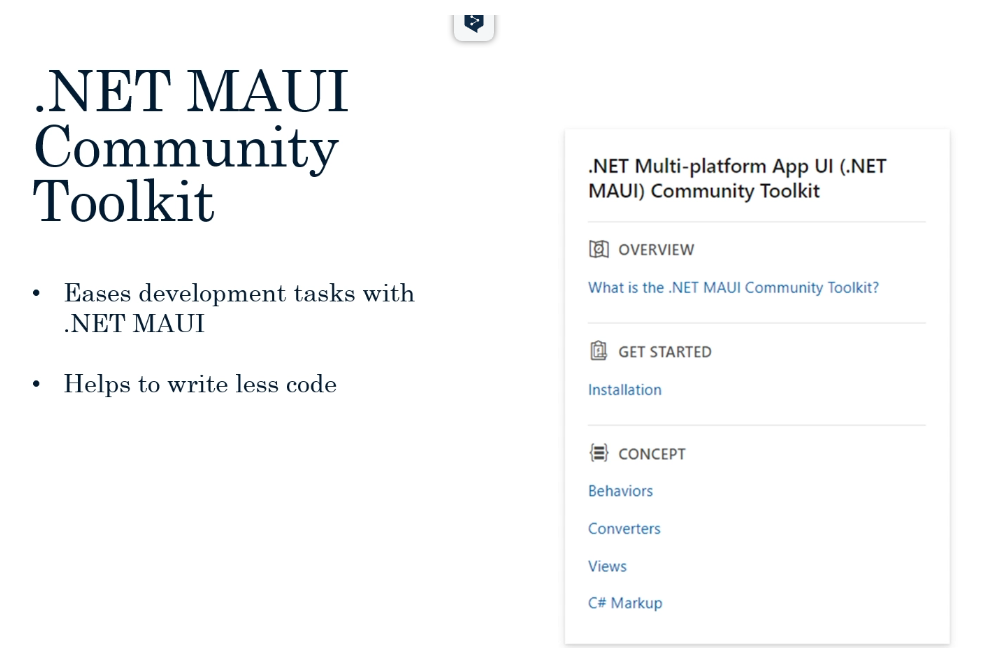 .NET MAUI
Community
Toolkit
• Eases development tasks with
.NET MAUI
• Helps to write less code
.NET Multi-platform App UI (.NET
MAUI) Community Toolkit
OVERVIEW
What is the .NET MAUI Community Toolkit?
GET STARTED
Installation
CONCEPT
Behaviors
Converters
Views
C# Markup